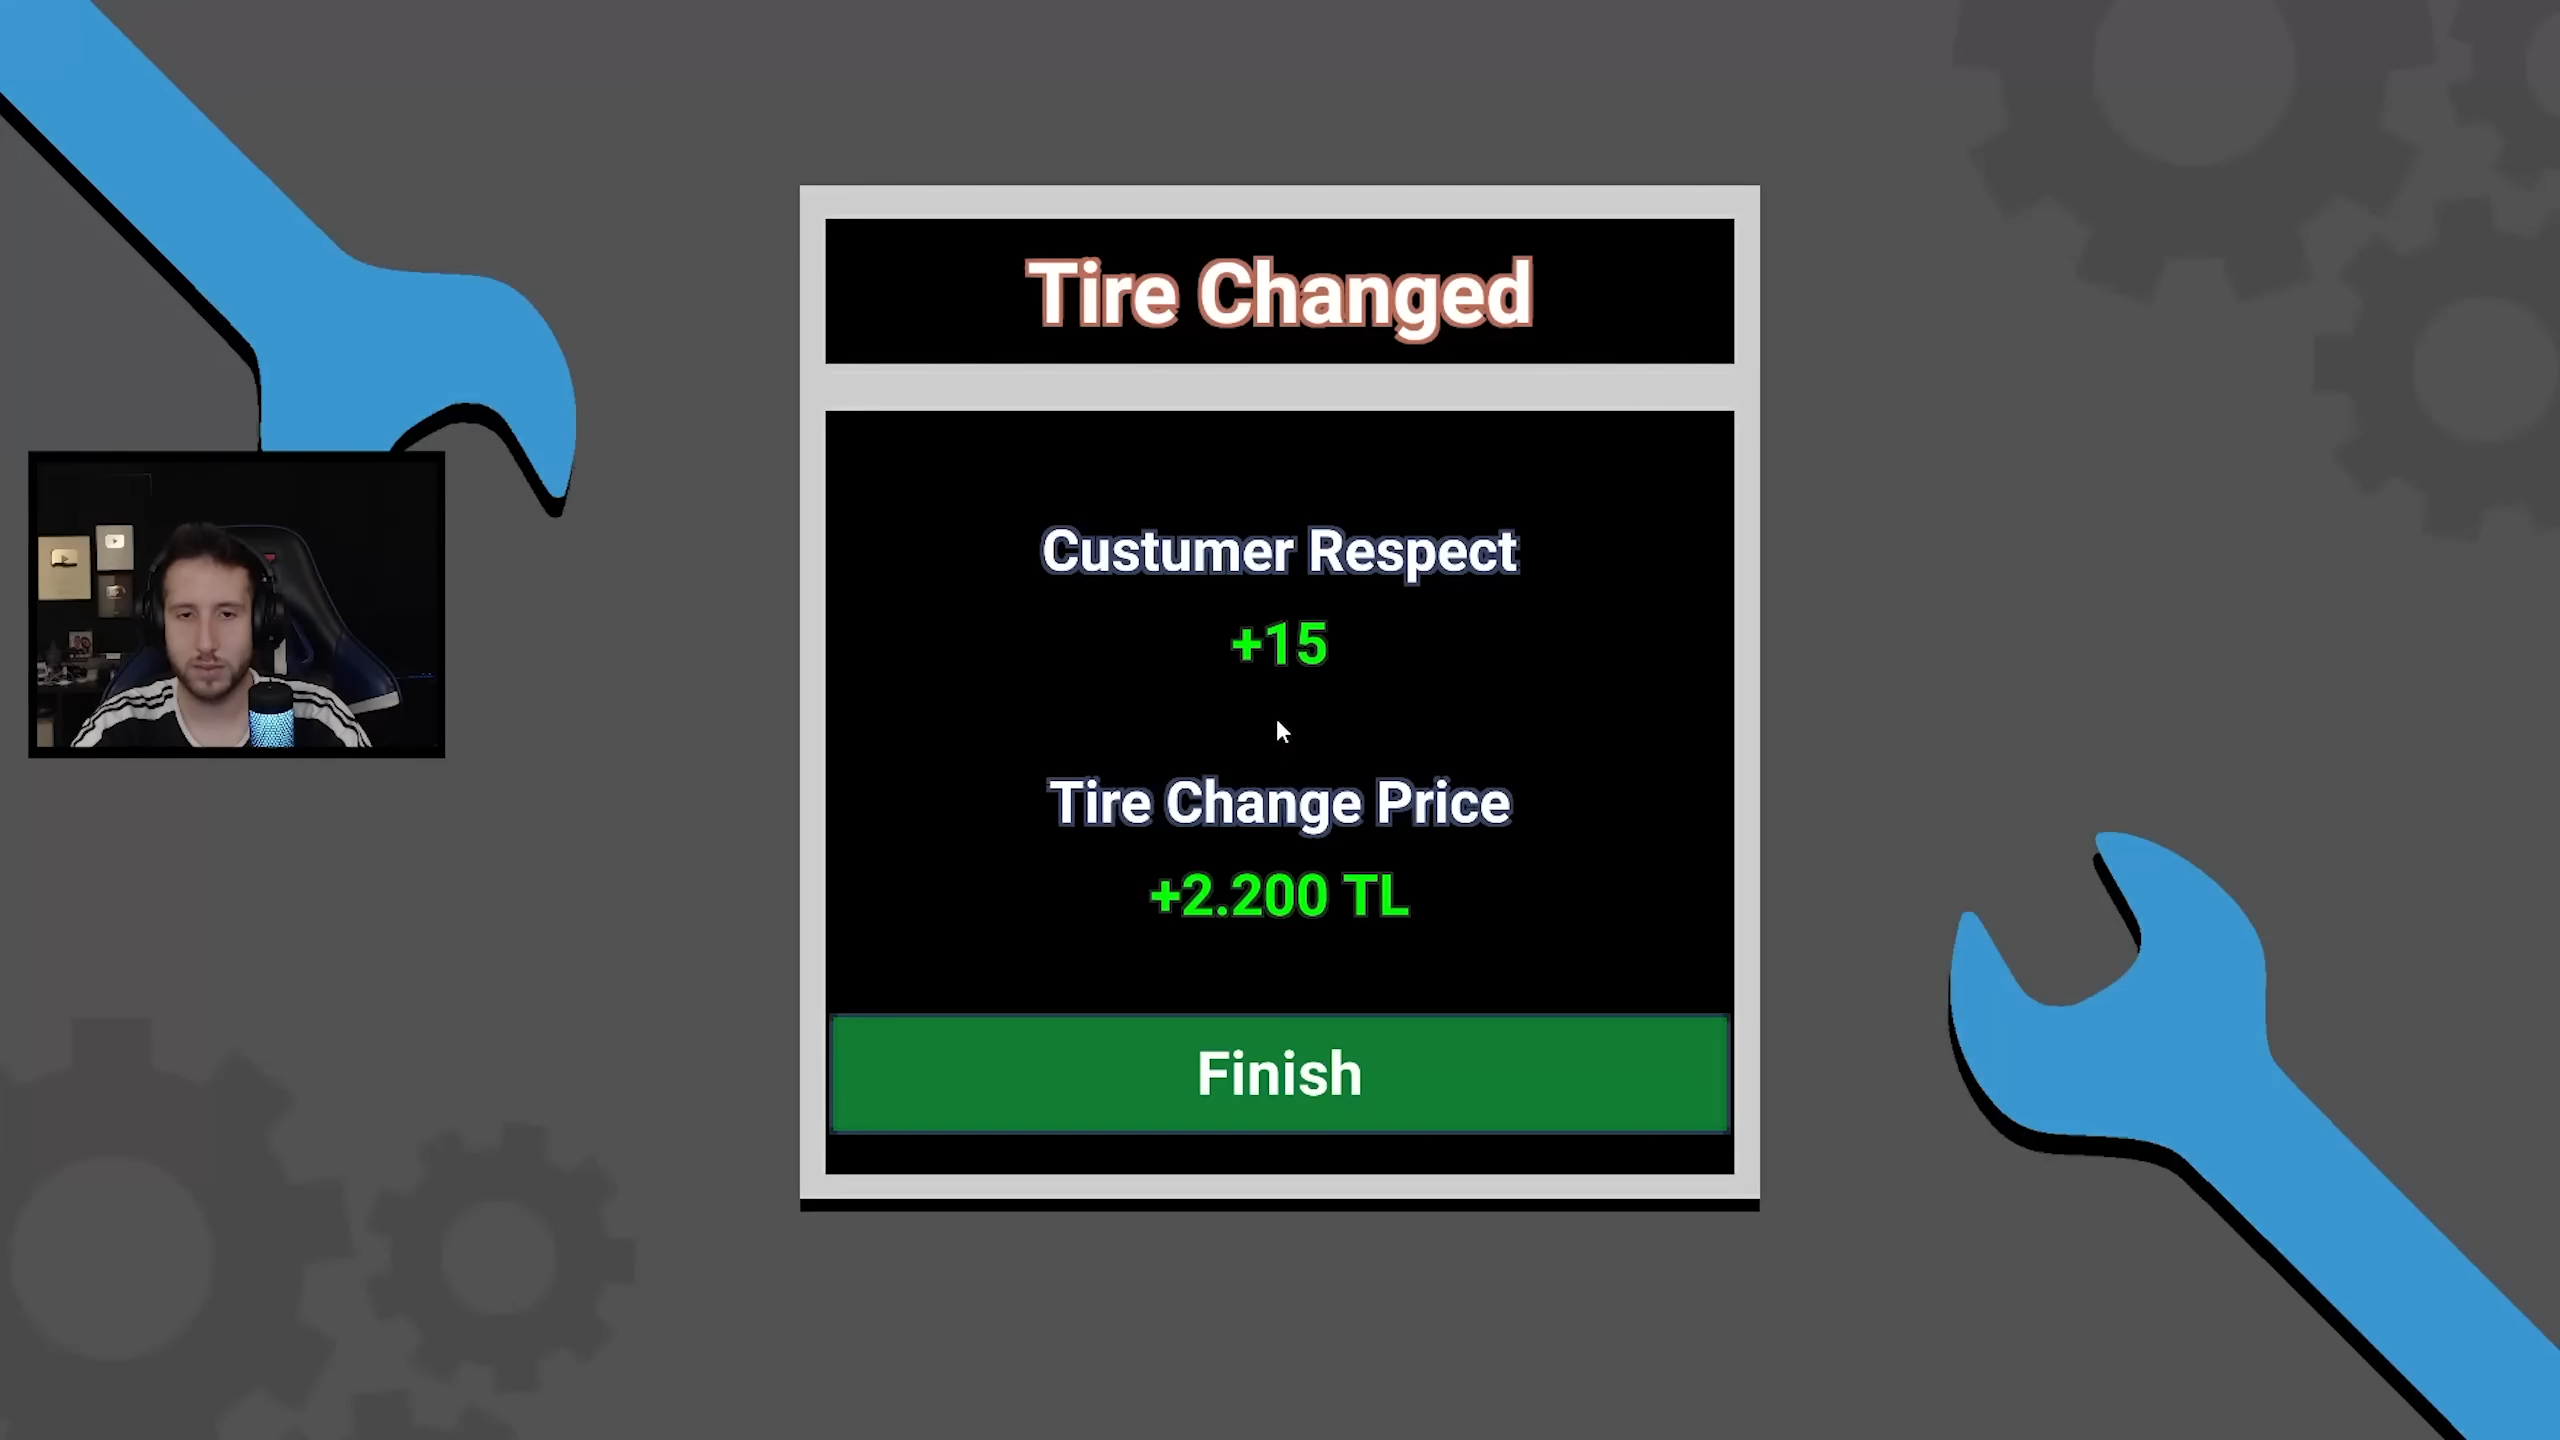 Tire Changed
Custumer Respect
+15
Tire Change Price
+2.200 TL
Finish